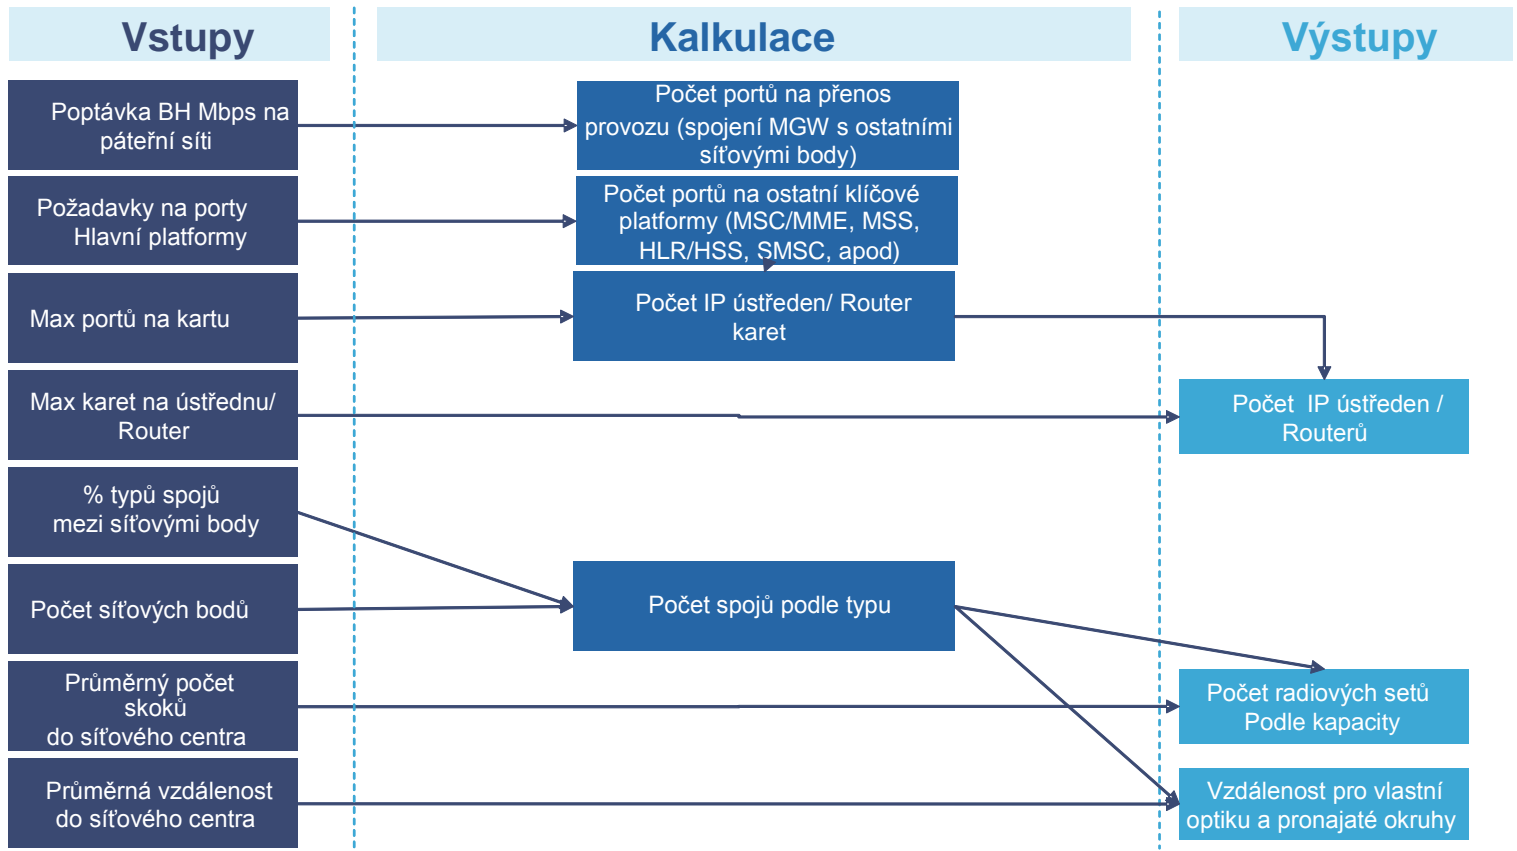 Vstupy
Kalkulace
Výstupy
Poptávka BH Mbps na
páteřní síti
Počet portů na přenos
provozu (spojení MGW s ostatními
síťovými body)
Požadavky na porty
Hlavní platformy
Počet portů na ostatní klíčové
platformy (MSC/MME, MSS,
HLR/HSS, SMSC, apod)
Max portů na kartu
Počet IP ústředen/ Router
karet
Max karet na ústřednu/
Router
Počet IP ústředen /
Routerů
% typů spojů
mezi síťovými body
Počet síťových bodů
Počet spojů podle typu
Průměrný počet
skoků
do síťového centra
Počet radiových setů
Podle kapacity
Průměrná vzdálenost
do síťového centra
Vzdálenost pro vlastní
optiku a pronajaté okruhy